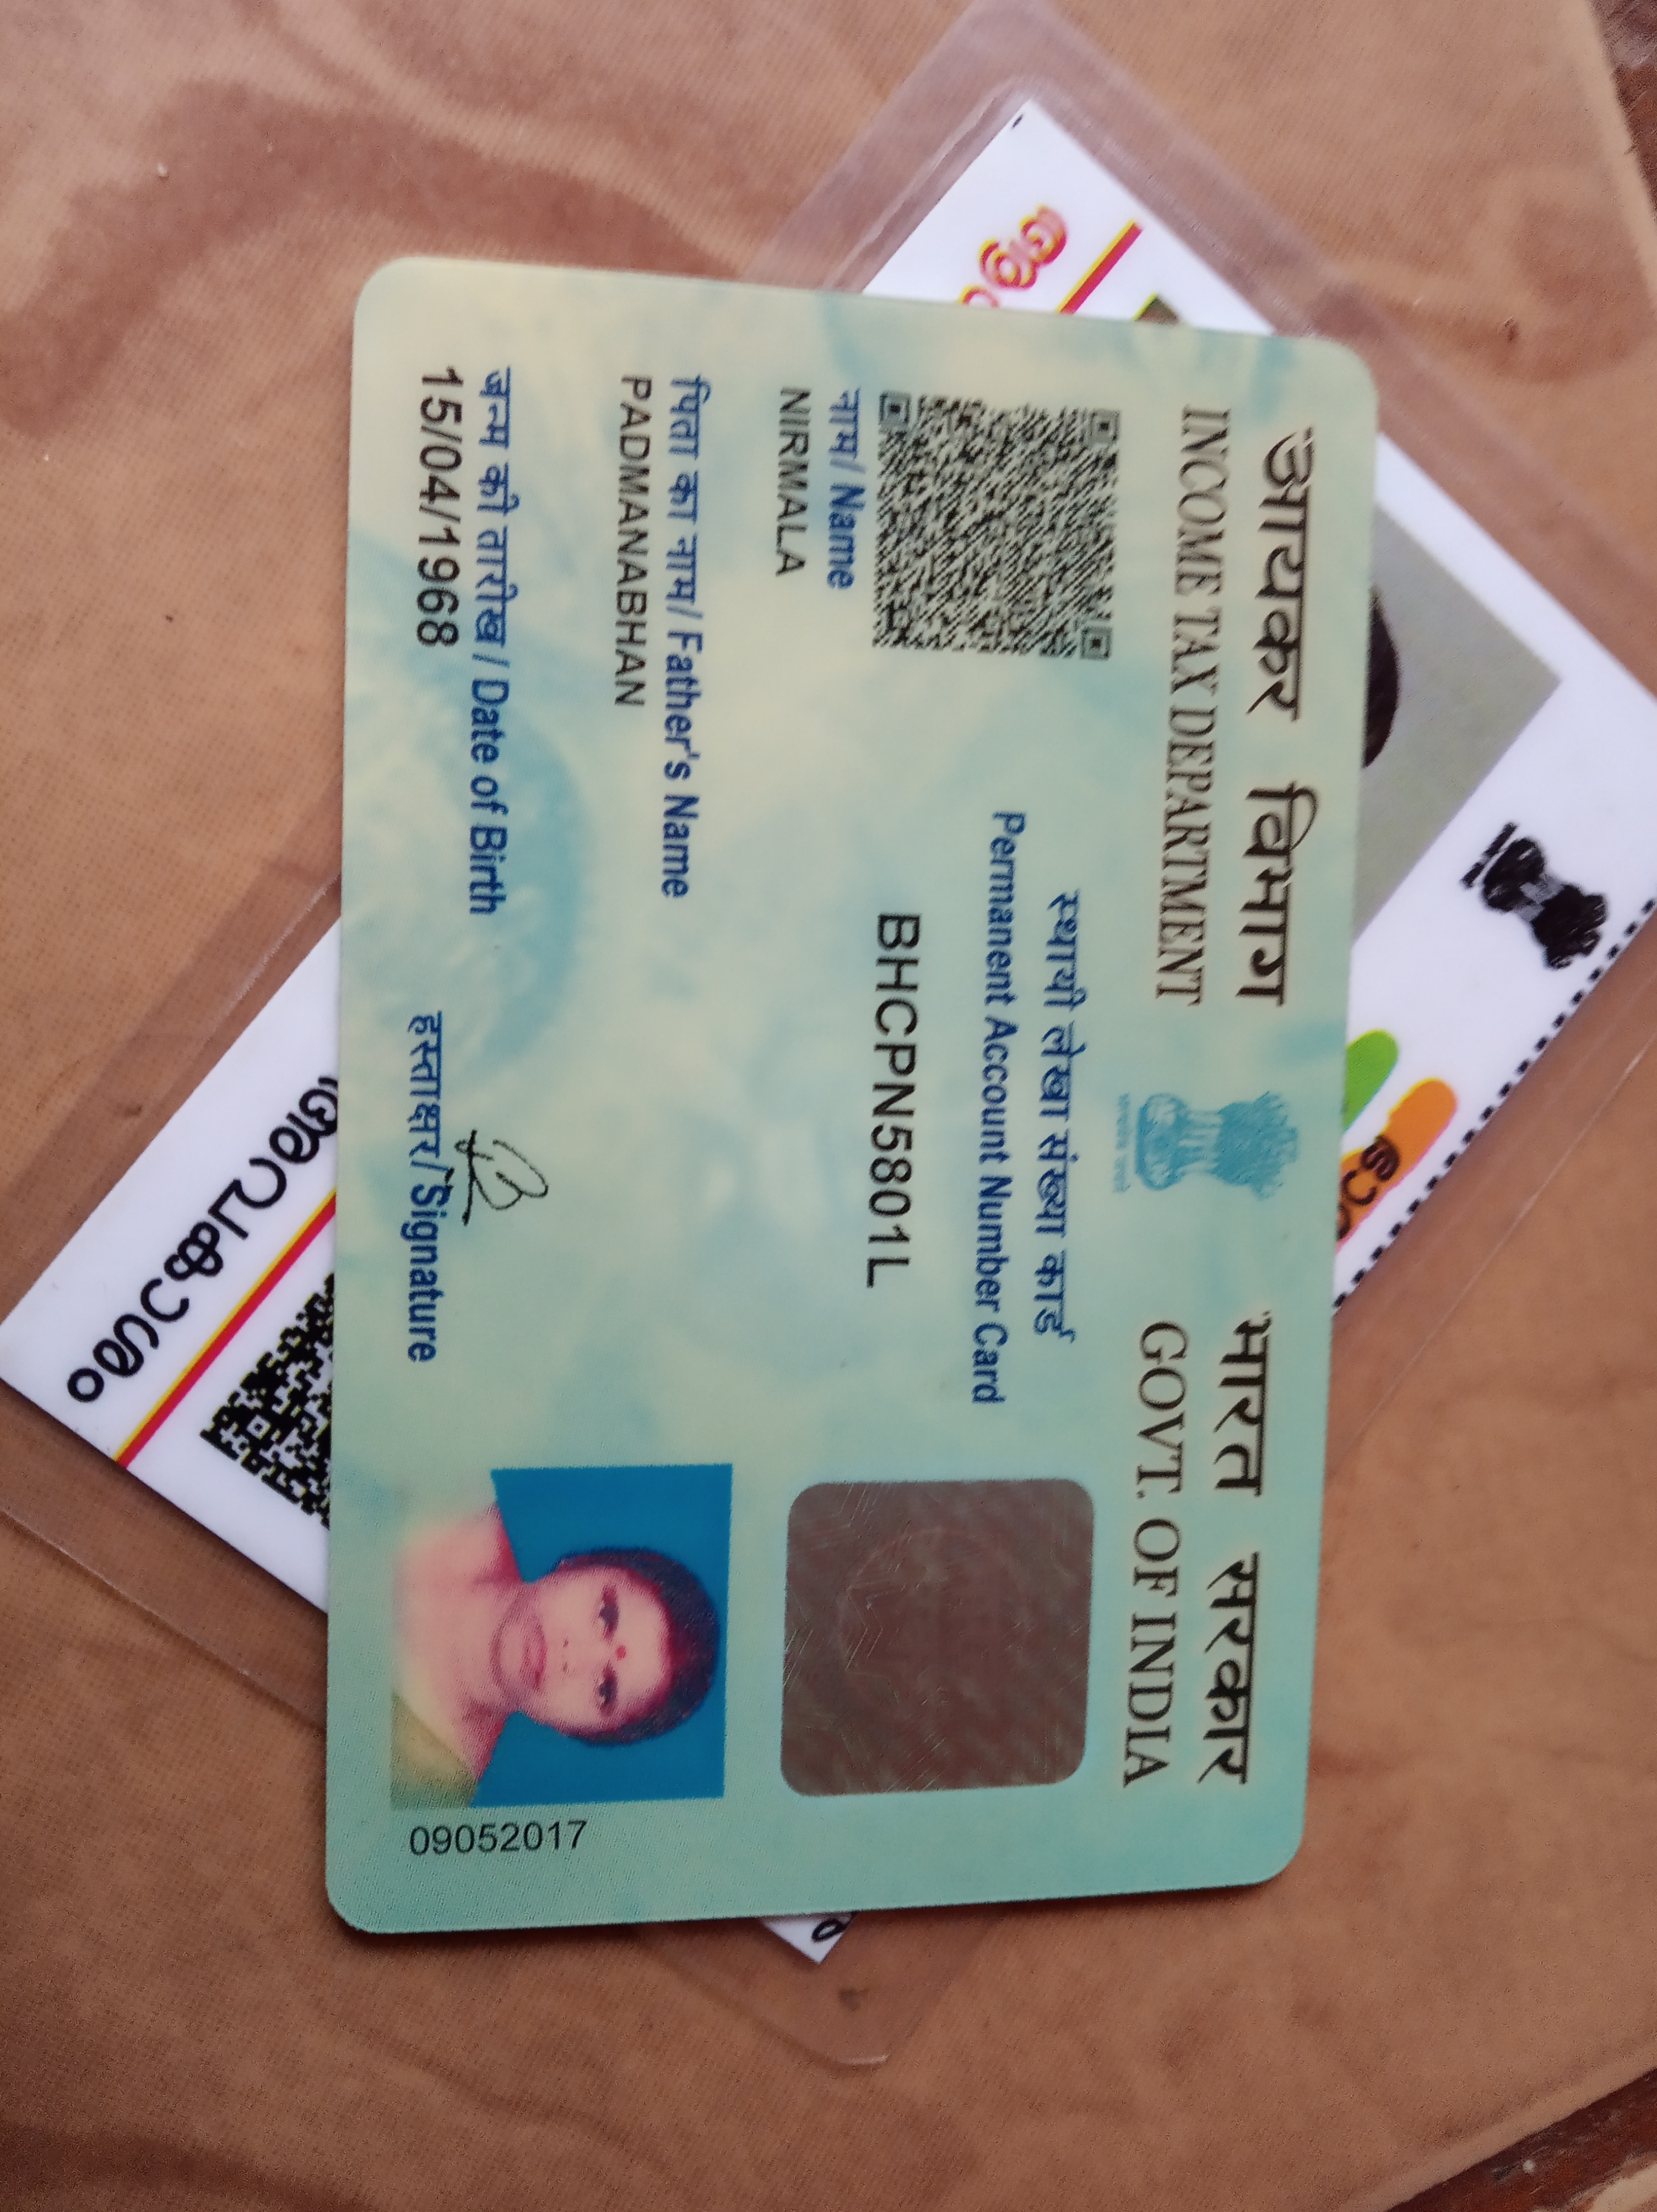 आयकर विभाग
INCOME TAX DEPARTMENT
भारत सरकार
GOVT. OF INDIA
स्थायी लेखा संख्या कार्ड
Permanent Account Number Card
BHCPN5801L
नाम/ Name
NIRMALA
पिता का नाम/ Father's Name
PADMANABHAN
जन्म की तारीख / Date of Birth
15/04/1968
हस्ताक्षर/ Signature
09052017
അവകാശം